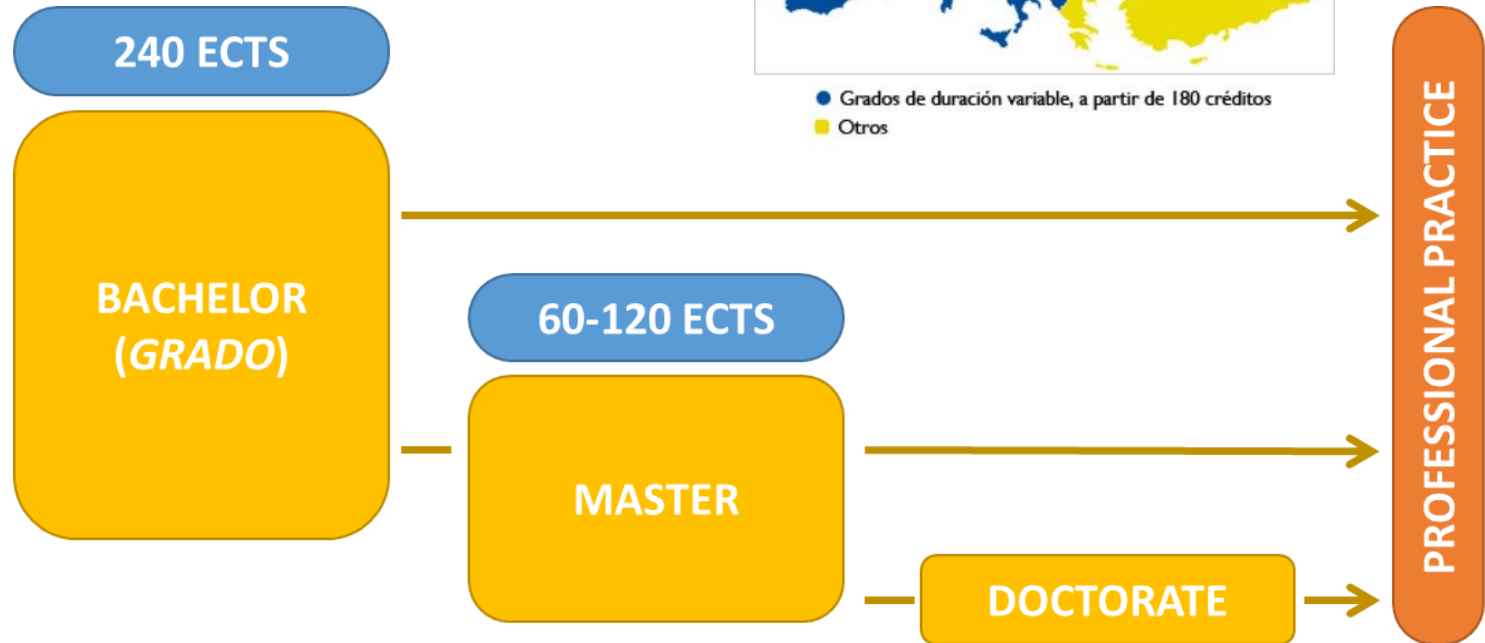 240 ECTS
Grados de duración variable, a partir de 180 créditos
Otros
BACHELOR
(GRADO)
60-120 ECTS
MASTER
DOCTORATE
PROFESSIONAL PRACTICE